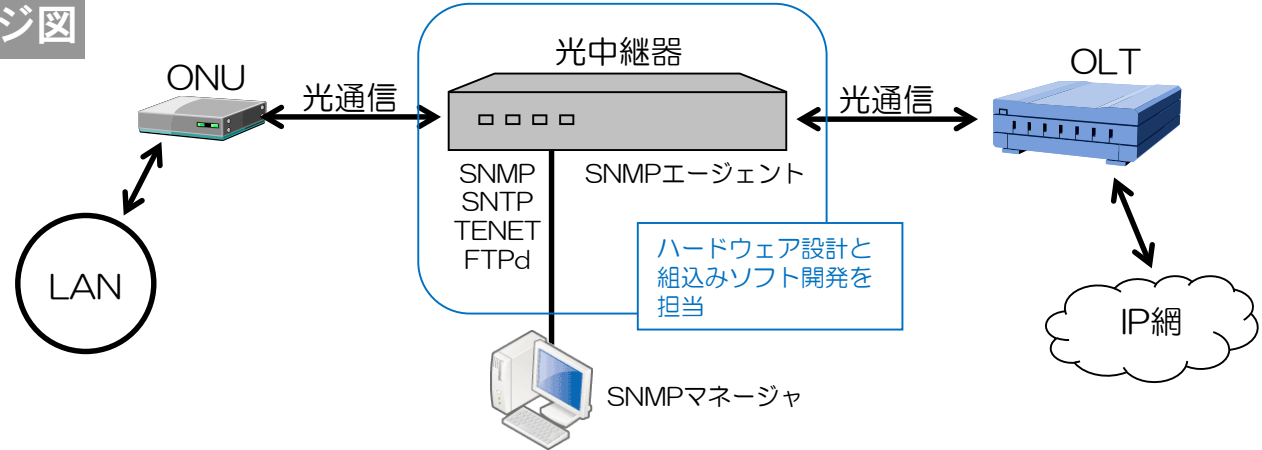 ジ図
光中継器
ONU
OLT
光通信
光通信
SNMP
SNTP
TENET
FTPd
SNMPエージェント
ハードウェア設計と
組込みソフト開発を
担当
LAN
IP網
SNMPマネージャ